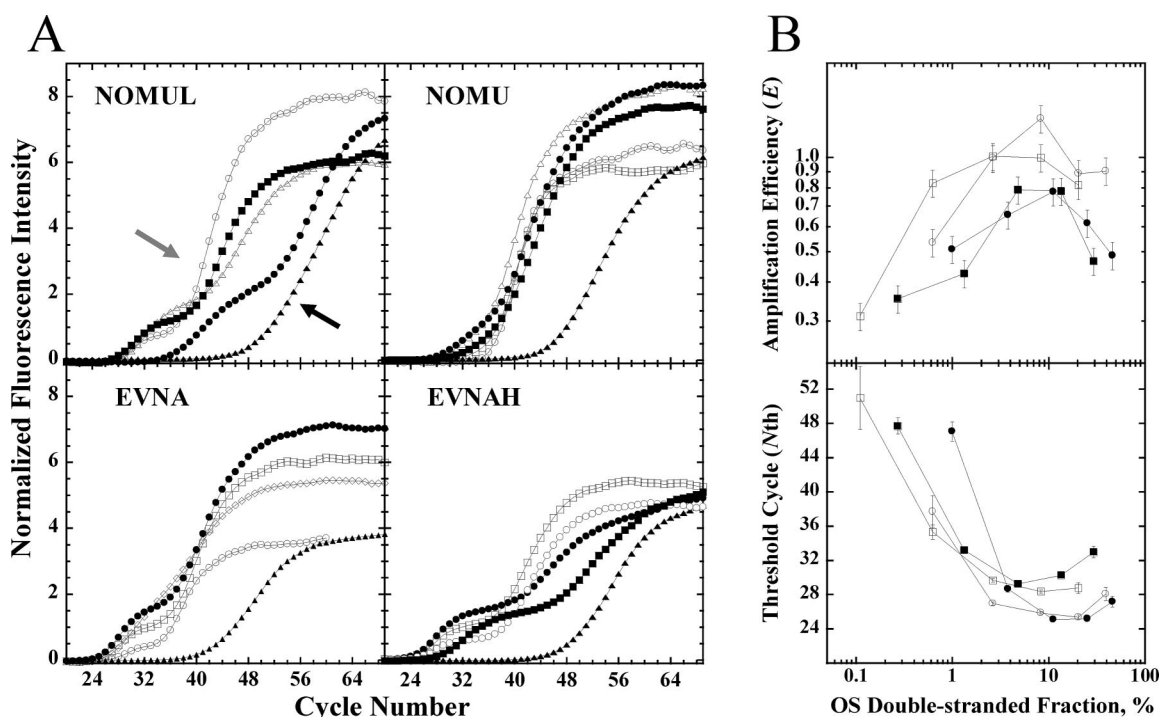 A
B
NOMUL
NOMU
EVNA
EVNAH
Normalized Fluorescence Intensity
8
6
4
2
0
6
4
2
0
24 32 40 48 56 64 24 32 40 48 56 64
Cycle Number
Amplification Efficiency (E)
1.0
0.9
0.8
0.7
0.6
0.5
0.4
0.3
Threshold Cycle (Nth)
52
48
44
40
36
32
28
24
0.1 1 10 100
OS Double-stranded Fraction, %